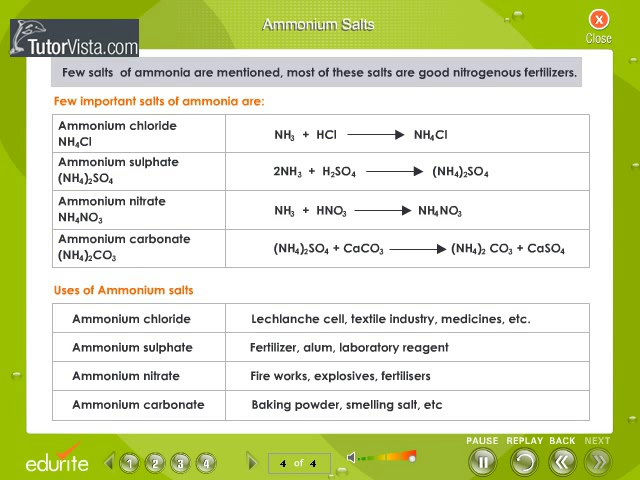 Ammonium Salts
X
Close
TutorVista.com
Few salts of ammonia are mentioned, most of these salts are good nitrogenous fertilizers.
Few important salts of ammonia are:
Ammonium chloride
NH₄Cl
NH₃ + HCl ⟶ NH₄Cl
Ammonium sulphate
(NH₄)₂SO₄
2NH₃ + H₂SO₄ ⟶ (NH₄)₂SO₄
Ammonium nitrate
NH₄NO₃
NH₃ + HNO₃ ⟶ NH₄NO₃
Ammonium carbonate
(NH₄)₂CO₃
(NH₄)₂SO₄ + CaCO₃ ⟶ (NH₄)₂ CO₃ + CaSO₄
Uses of Ammonium salts
Ammonium chloride Lechlanche cell, textile industry, medicines, etc.
Ammonium sulphate Fertilizer, alum, laboratory reagent
Ammonium nitrate Fire works, explosives, fertilisers
Ammonium carbonate Baking powder, smelling salt, etc
PAUSE REPLAY BACK NEXT
edurite 1 2 3 4 4 of 4